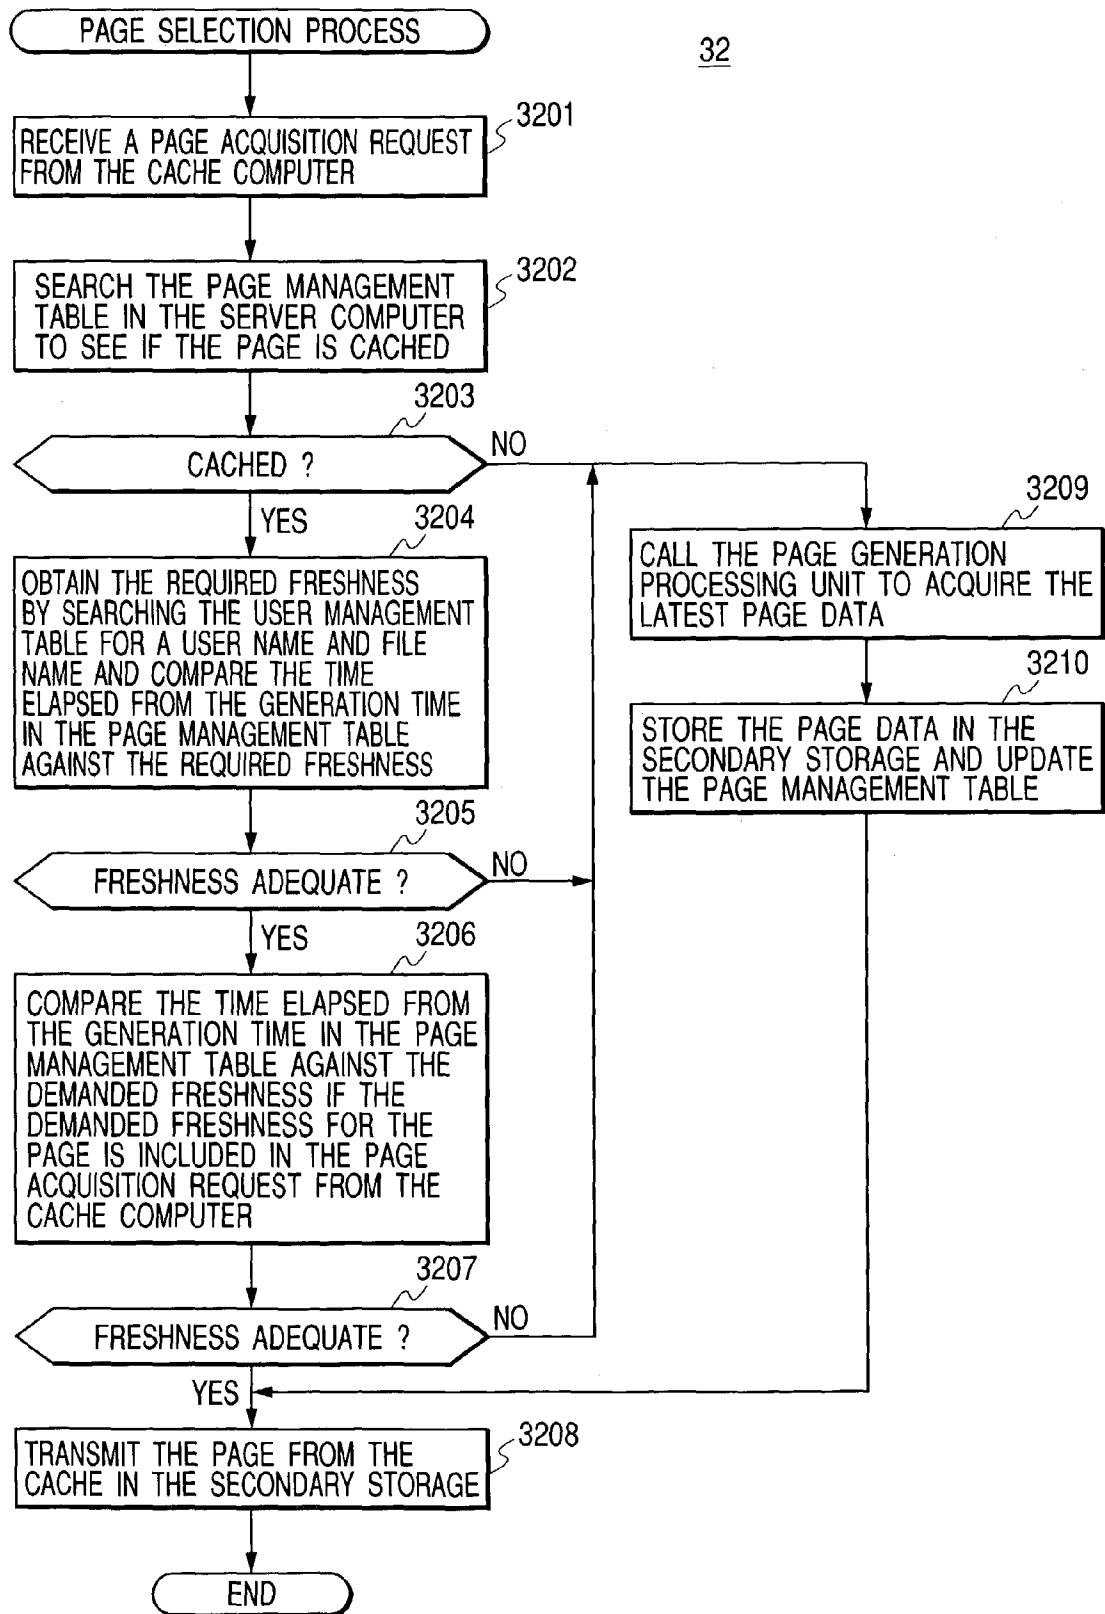 PAGE SELECTION PROCESS
32
3201
RECEIVE A PAGE ACQUISITION REQUEST
FROM THE CACHE COMPUTER
3202
SEARCH THE PAGE MANAGEMENT
TABLE IN THE SERVER COMPUTER
TO SEE IF THE PAGE IS CACHED
3203
CACHED ?
NO
YES
3204
OBTAIN THE REQUIRED FRESHNESS
BY SEARCHING THE USER MANAGEMENT
TABLE FOR A USER NAME AND FILE
NAME AND COMPARE THE TIME
ELAPSED FROM THE GENERATION TIME
IN THE PAGE MANAGEMENT TABLE
AGAINST THE REQUIRED FRESHNESS
3209
CALL THE PAGE GENERATION
PROCESSING UNIT TO ACQUIRE THE
LATEST PAGE DATA
3210
STORE THE PAGE DATA IN THE
SECONDARY STORAGE AND UPDATE
THE PAGE MANAGEMENT TABLE
3205
FRESHNESS ADEQUATE ?
NO
YES
3206
COMPARE THE TIME ELAPSED FROM
THE GENERATION TIME IN THE PAGE
MANAGEMENT TABLE AGAINST THE
DEMANDED FRESHNESS IF THE
DEMANDED FRESHNESS FOR THE
PAGE IS INCLUDED IN THE PAGE
ACQUISITION REQUEST FROM THE
CACHE COMPUTER
3207
FRESHNESS ADEQUATE ?
NO
YES
3208
TRANSMIT THE PAGE FROM THE
CACHE IN THE SECONDARY STORAGE
END